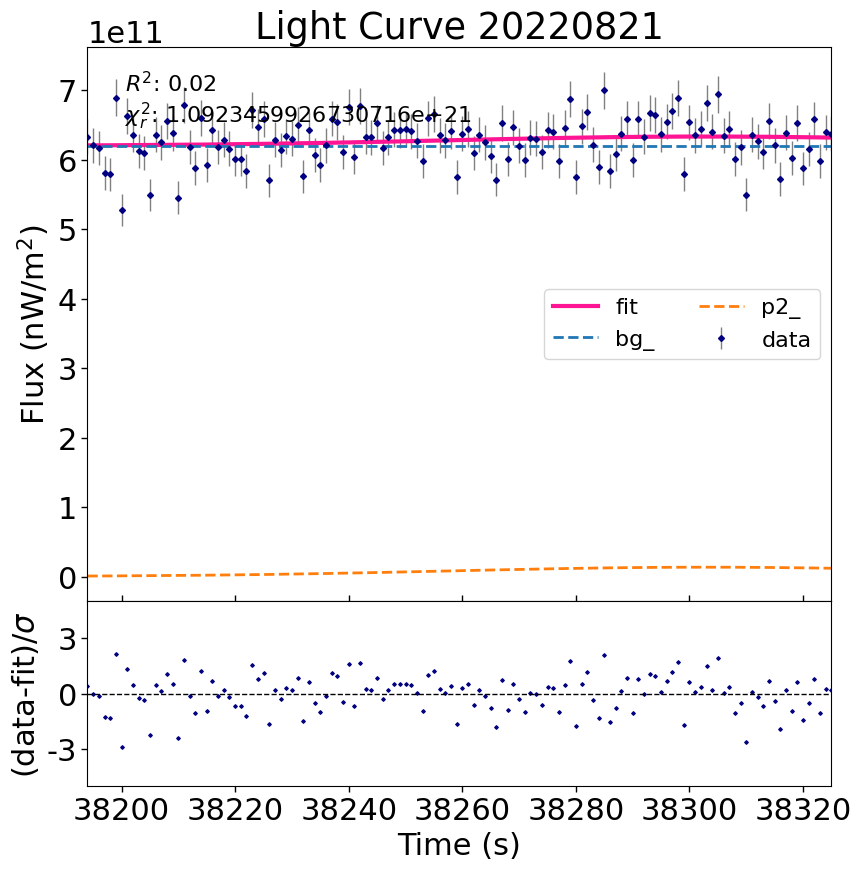 Light Curve 20220821
1e11
R²: 0.02
χ²ᵣ: 1.0923459926730716e+21
7
6
5
4
3
2
1
0
Flux (nW/m²)
fit
bg_
p2_
data
3
0
-3
(data-fit)/σ
38200 38220 38240 38260 38280 38300 38320
Time (s)